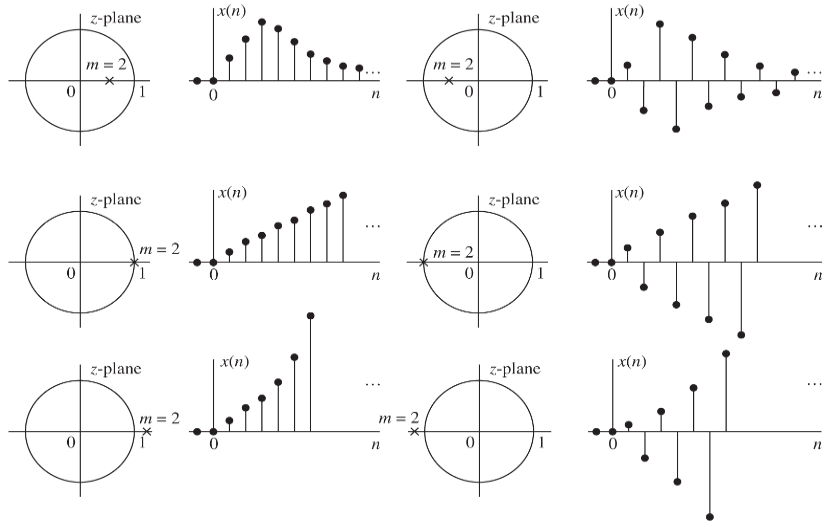 z-plane
m = 2
0
1
x(n)
0
...
n
z-plane
m = 2
0
1
x(n)
0
...
n
z-plane
m = 2
0
1
x(n)
0
...
n
z-plane
m = 2
0
1
x(n)
0
...
n
z-plane
m = 2
0
1
x(n)
0
...
n
z-plane
m = 2
0
1
x(n)
0
...
n